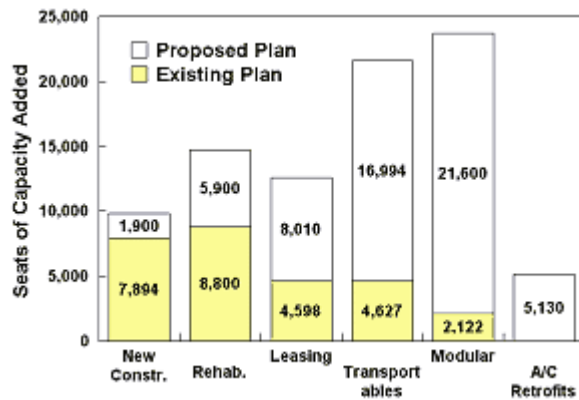 25,000
20,000
15,000
10,000
5,000
0
Seats of Capacity Added
Proposed Plan
Existing Plan
1,900
7,894
5,900
8,800
8,010
4,598
16,994
4,627
21,600
2,122
5,130
New
Constr.
Rehab.
Leasing
Transport
ables
Modular
A/C
Retrofits